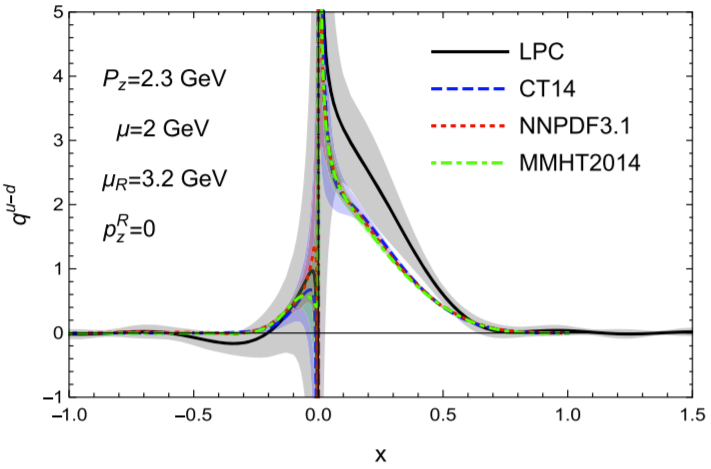 5
4
3
2
1
0
−1
q^{u−d}
P_z=2.3 GeV
μ=2 GeV
μ_R=3.2 GeV
p_z^R=0
LPC
CT14
NNPDF3.1
MMHT2014
−1.0 −0.5 0.0 0.5 1.0 1.5
x